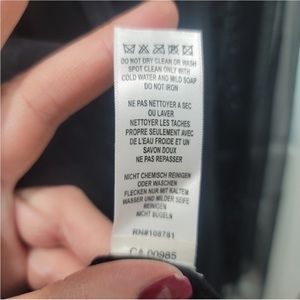 DO NOT DRY CLEAN OR WASH
SPOT CLEAN ONLY WITH
COLD WATER AND MILD SOAP
DO NOT IRON
NE PAS NETTOYER A SEC
OU LAVER
NETTOYER LES TACHES
PROPRE SEULEMENT AVEC
DE L'EAU FROIDE ET UN
SAVON DOUX
NE PAS REPASSER
NICHT CHEMISCH REINIGEN
ODER WASCHEN
FLECKEN NUR MIT KALTEM
WASSER UND MILDER SEIFE
REINIGEN
NICHT BÜGELN
RN#108781
CA 00985